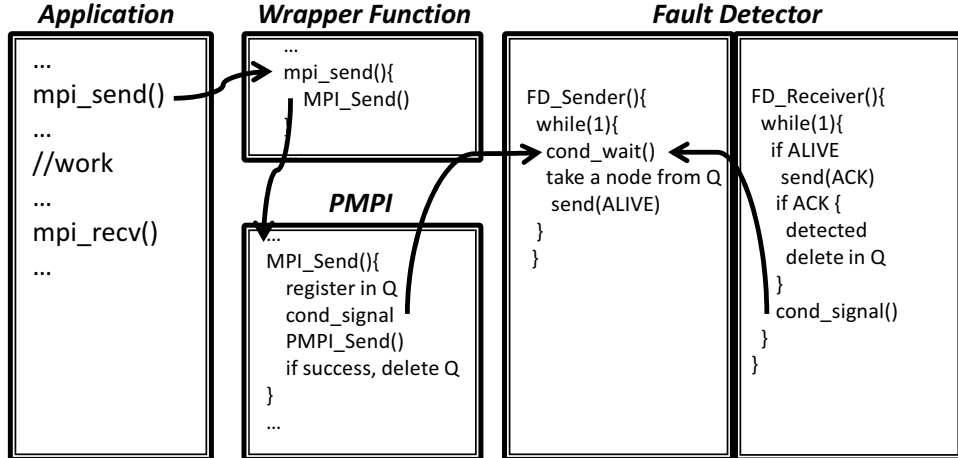 Application
...
mpi_send()
...
//work
...
mpi_recv()
...
Wrapper Function
...
mpi_send(){
MPI_Send()
}
PMPI
...
MPI_Send(){
register in Q
cond_signal
PMPI_Send()
if success, delete Q
}
...
Fault Detector
FD_Sender(){
while(1){
cond_wait()
take a node from Q
send(ALIVE)
}
}
FD_Receiver(){
while(1){
if ALIVE
send(ACK)
if ACK {
detected
delete in Q
}
cond_signal()
}
}